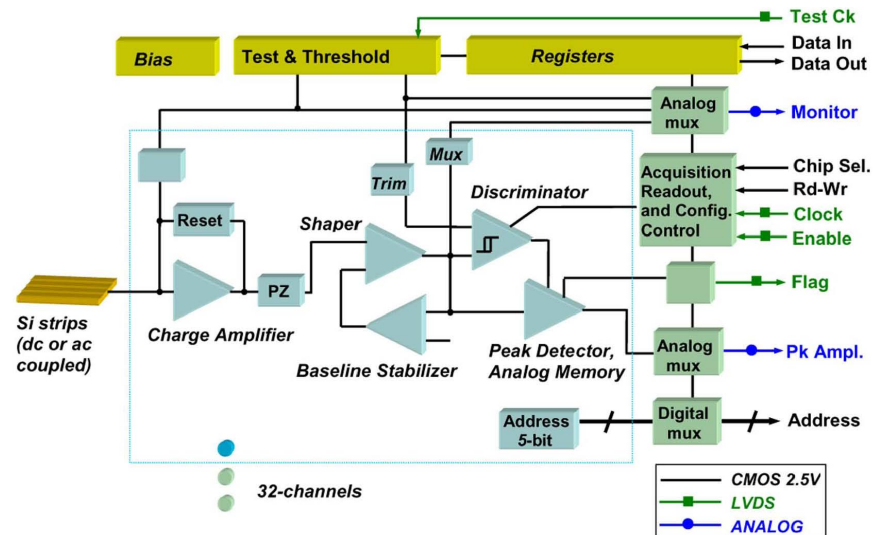 Test Ck
Bias
Test & Threshold
Registers
Data In
Data Out
Analog
mux
Monitor
Mux
Trim
Discriminator
Acquisition
Readout,
and Config.
Control
Chip Sel.
Rd-Wr
Clock
Enable
Reset
Shaper
PZ
Flag
Si strips
(dc or ac
coupled)
Charge Amplifier
Baseline Stabilizer
Peak Detector,
Analog Memory
Analog
mux
Pk Ampl.
Address
5-bit
Digital
mux
Address
32-channels
CMOS 2.5V
LVDS
ANALOG